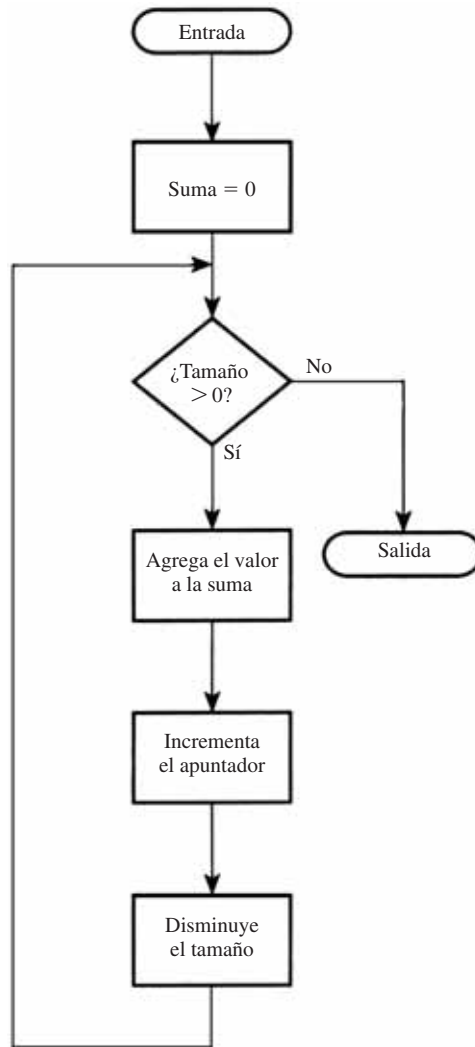 Entrada
Suma = 0
¿Tamaño
> 0?
No
Sí
Agrega el valor
a la suma
Salida
Incrementa
el apuntador
Disminuye
el tamaño